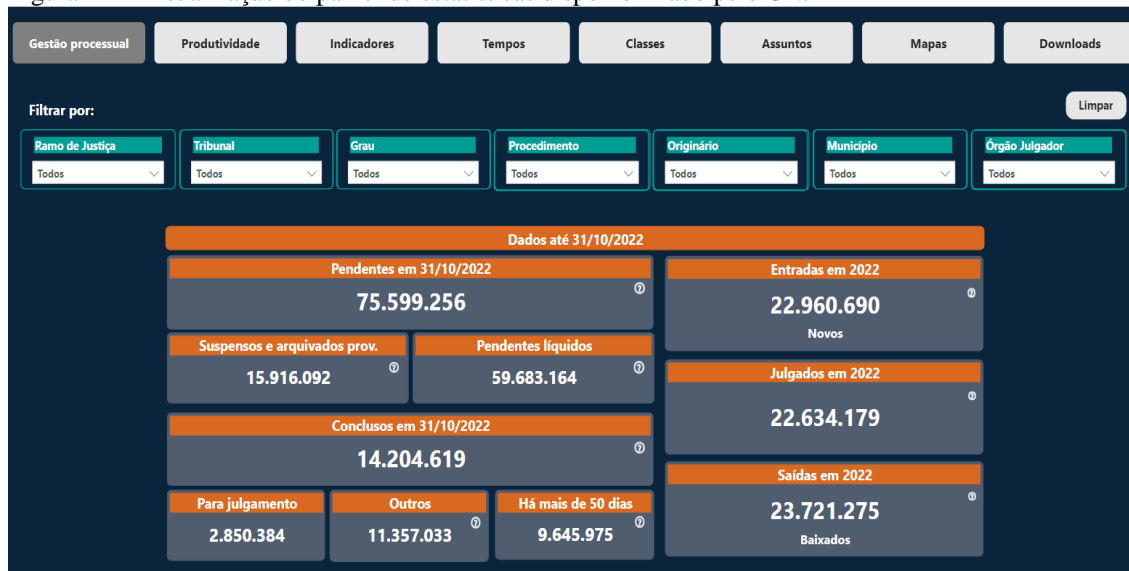 Gestão processual Produtividade Indicadores Tempos Classes Assuntos Mapas Downloads
Filtrar por:
Limpar
Ramo de Justiça Tribunal Grau Procedimento Originário Município Órgão Julgador
Todos Todos Todos Todos Todos Todos Todos
Dados até 31/10/2022
Pendentes em 31/10/2022
75.599.256
Suspensos e arquivados prov.
15.916.092
Pendentes líquidos
59.683.164
Conclusos em 31/10/2022
14.204.619
Para julgamento
2.850.384
Outros
11.357.033
Há mais de 50 dias
9.645.975
Entradas em 2022
22.960.690
Novos
Julgados em 2022
22.634.179
Saídas em 2022
23.721.275
Baixados